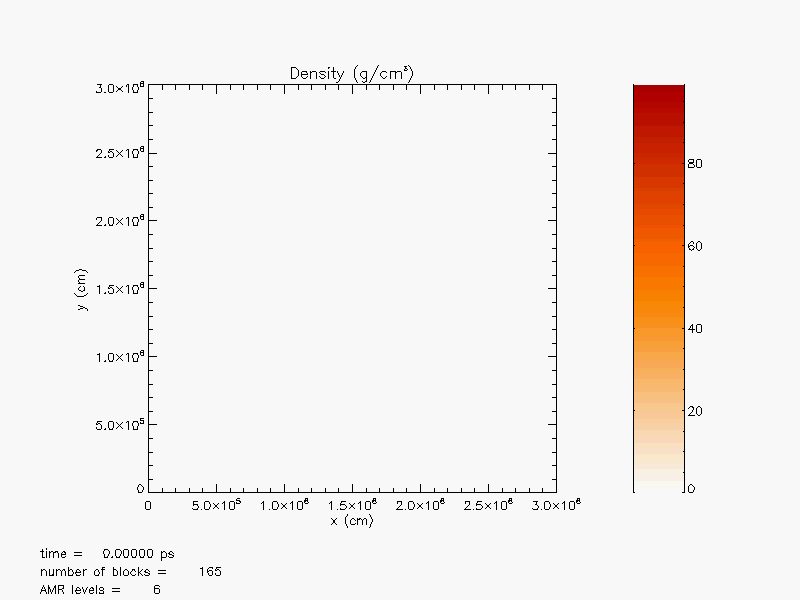 Density (g/cm³)
3.0×10⁶
2.5×10⁶
2.0×10⁶
1.5×10⁶
1.0×10⁶
5.0×10⁵
0
y (cm)
0 5.0×10⁵ 1.0×10⁶ 1.5×10⁶ 2.0×10⁶ 2.5×10⁶ 3.0×10⁶
x (cm)
80
60
40
20
0
time = 0.00000 ps
number of blocks = 165
AMR levels = 6